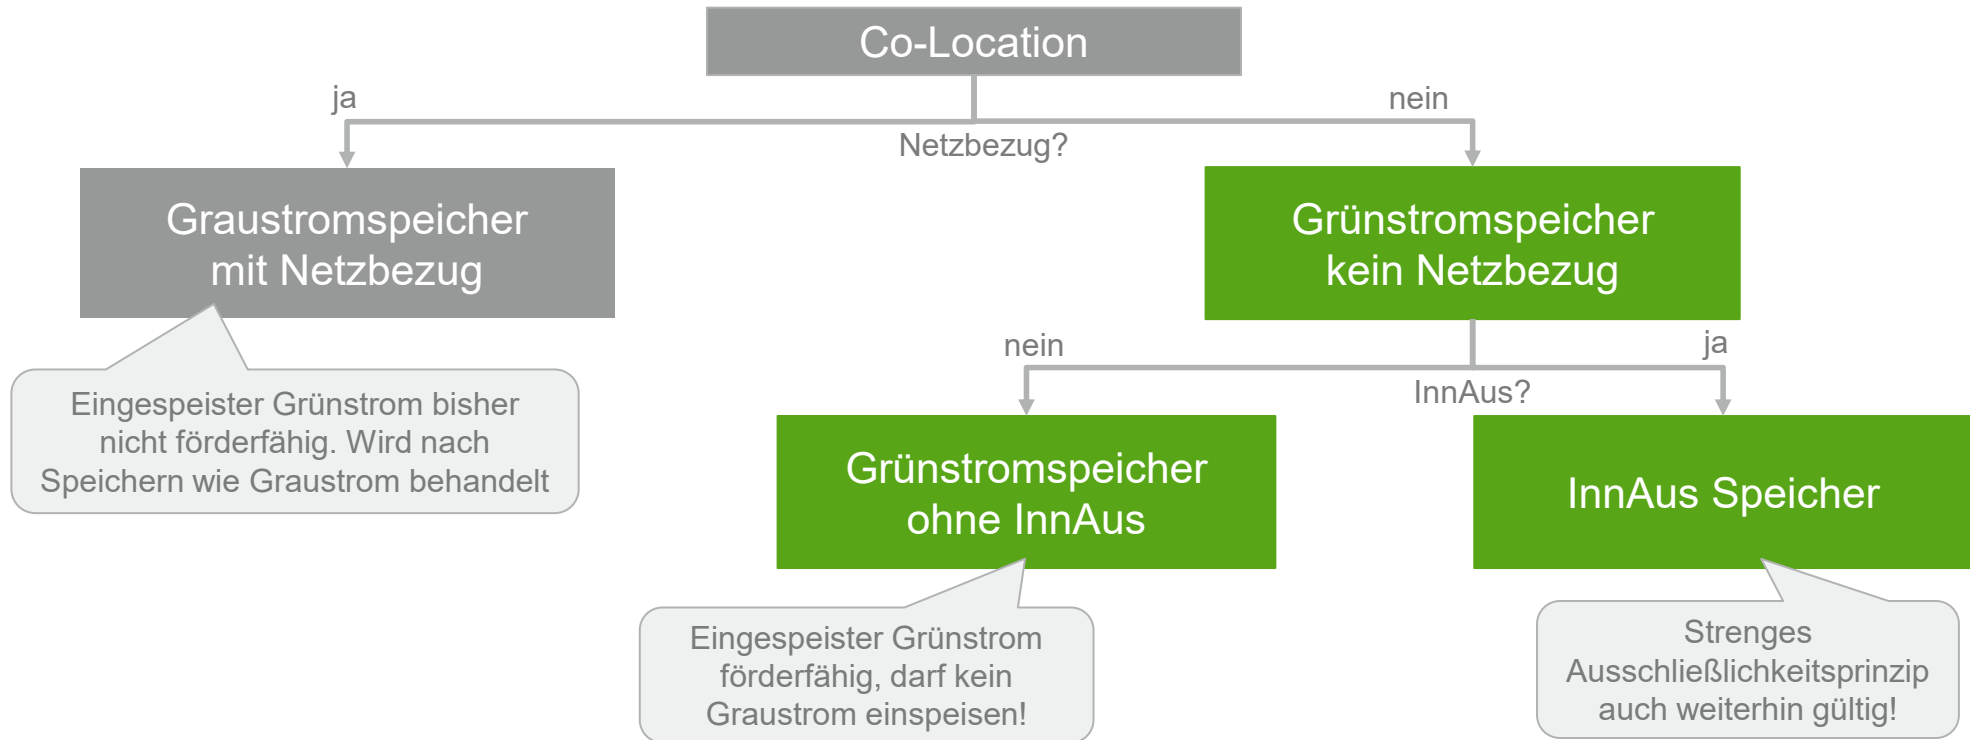 Co-Location
ja
nein
Netzbezug?
Graustromspeicher
mit Netzbezug
Grünstromspeicher
kein Netzbezug
Eingespeister Grünstrom bisher
nicht förderfähig. Wird nach
Speichern wie Graustrom behandelt
nein
ja
InnAus?
Grünstromspeicher
ohne InnAus
InnAus Speicher
Eingespeister Grünstrom
förderfähig, darf kein
Graustrom einspeisen!
Strenges
Ausschließlichkeitsprinzip
auch weiterhin gültig!